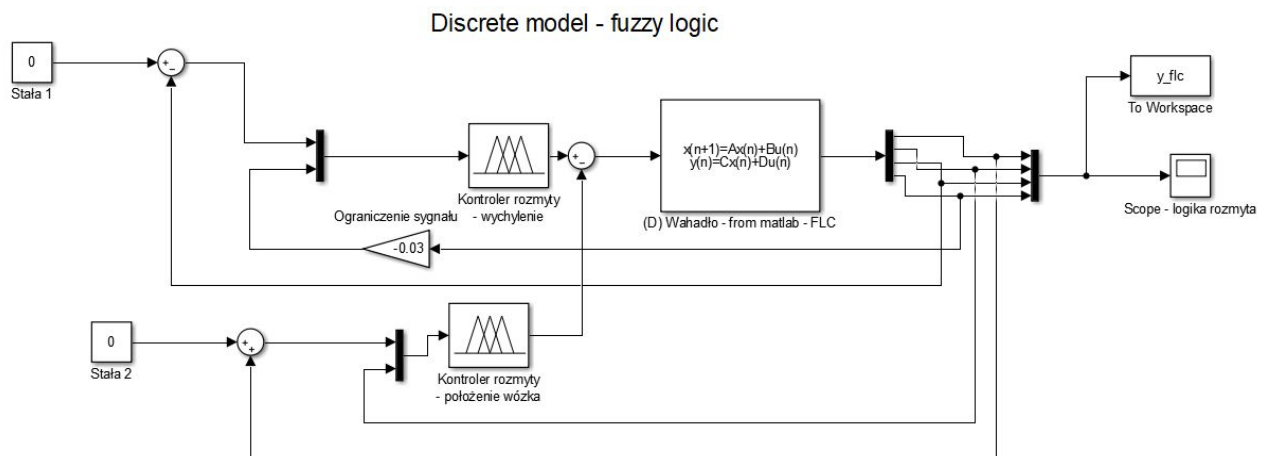 Discrete model - fuzzy logic
0
Stała 1
+
-
y_flc
To Workspace
Kontroler rozmyty
- wychylenie
+
-
x(n+1)=Ax(n)+Bu(n)
y(n)=Cx(n)+Du(n)
(D) Wahadło - from matlab - FLC
Scope - logika rozmyta
Ograniczenie sygnału
-0.03
0
Stała 2
+
+
Kontroler rozmyty
- położenie wózka